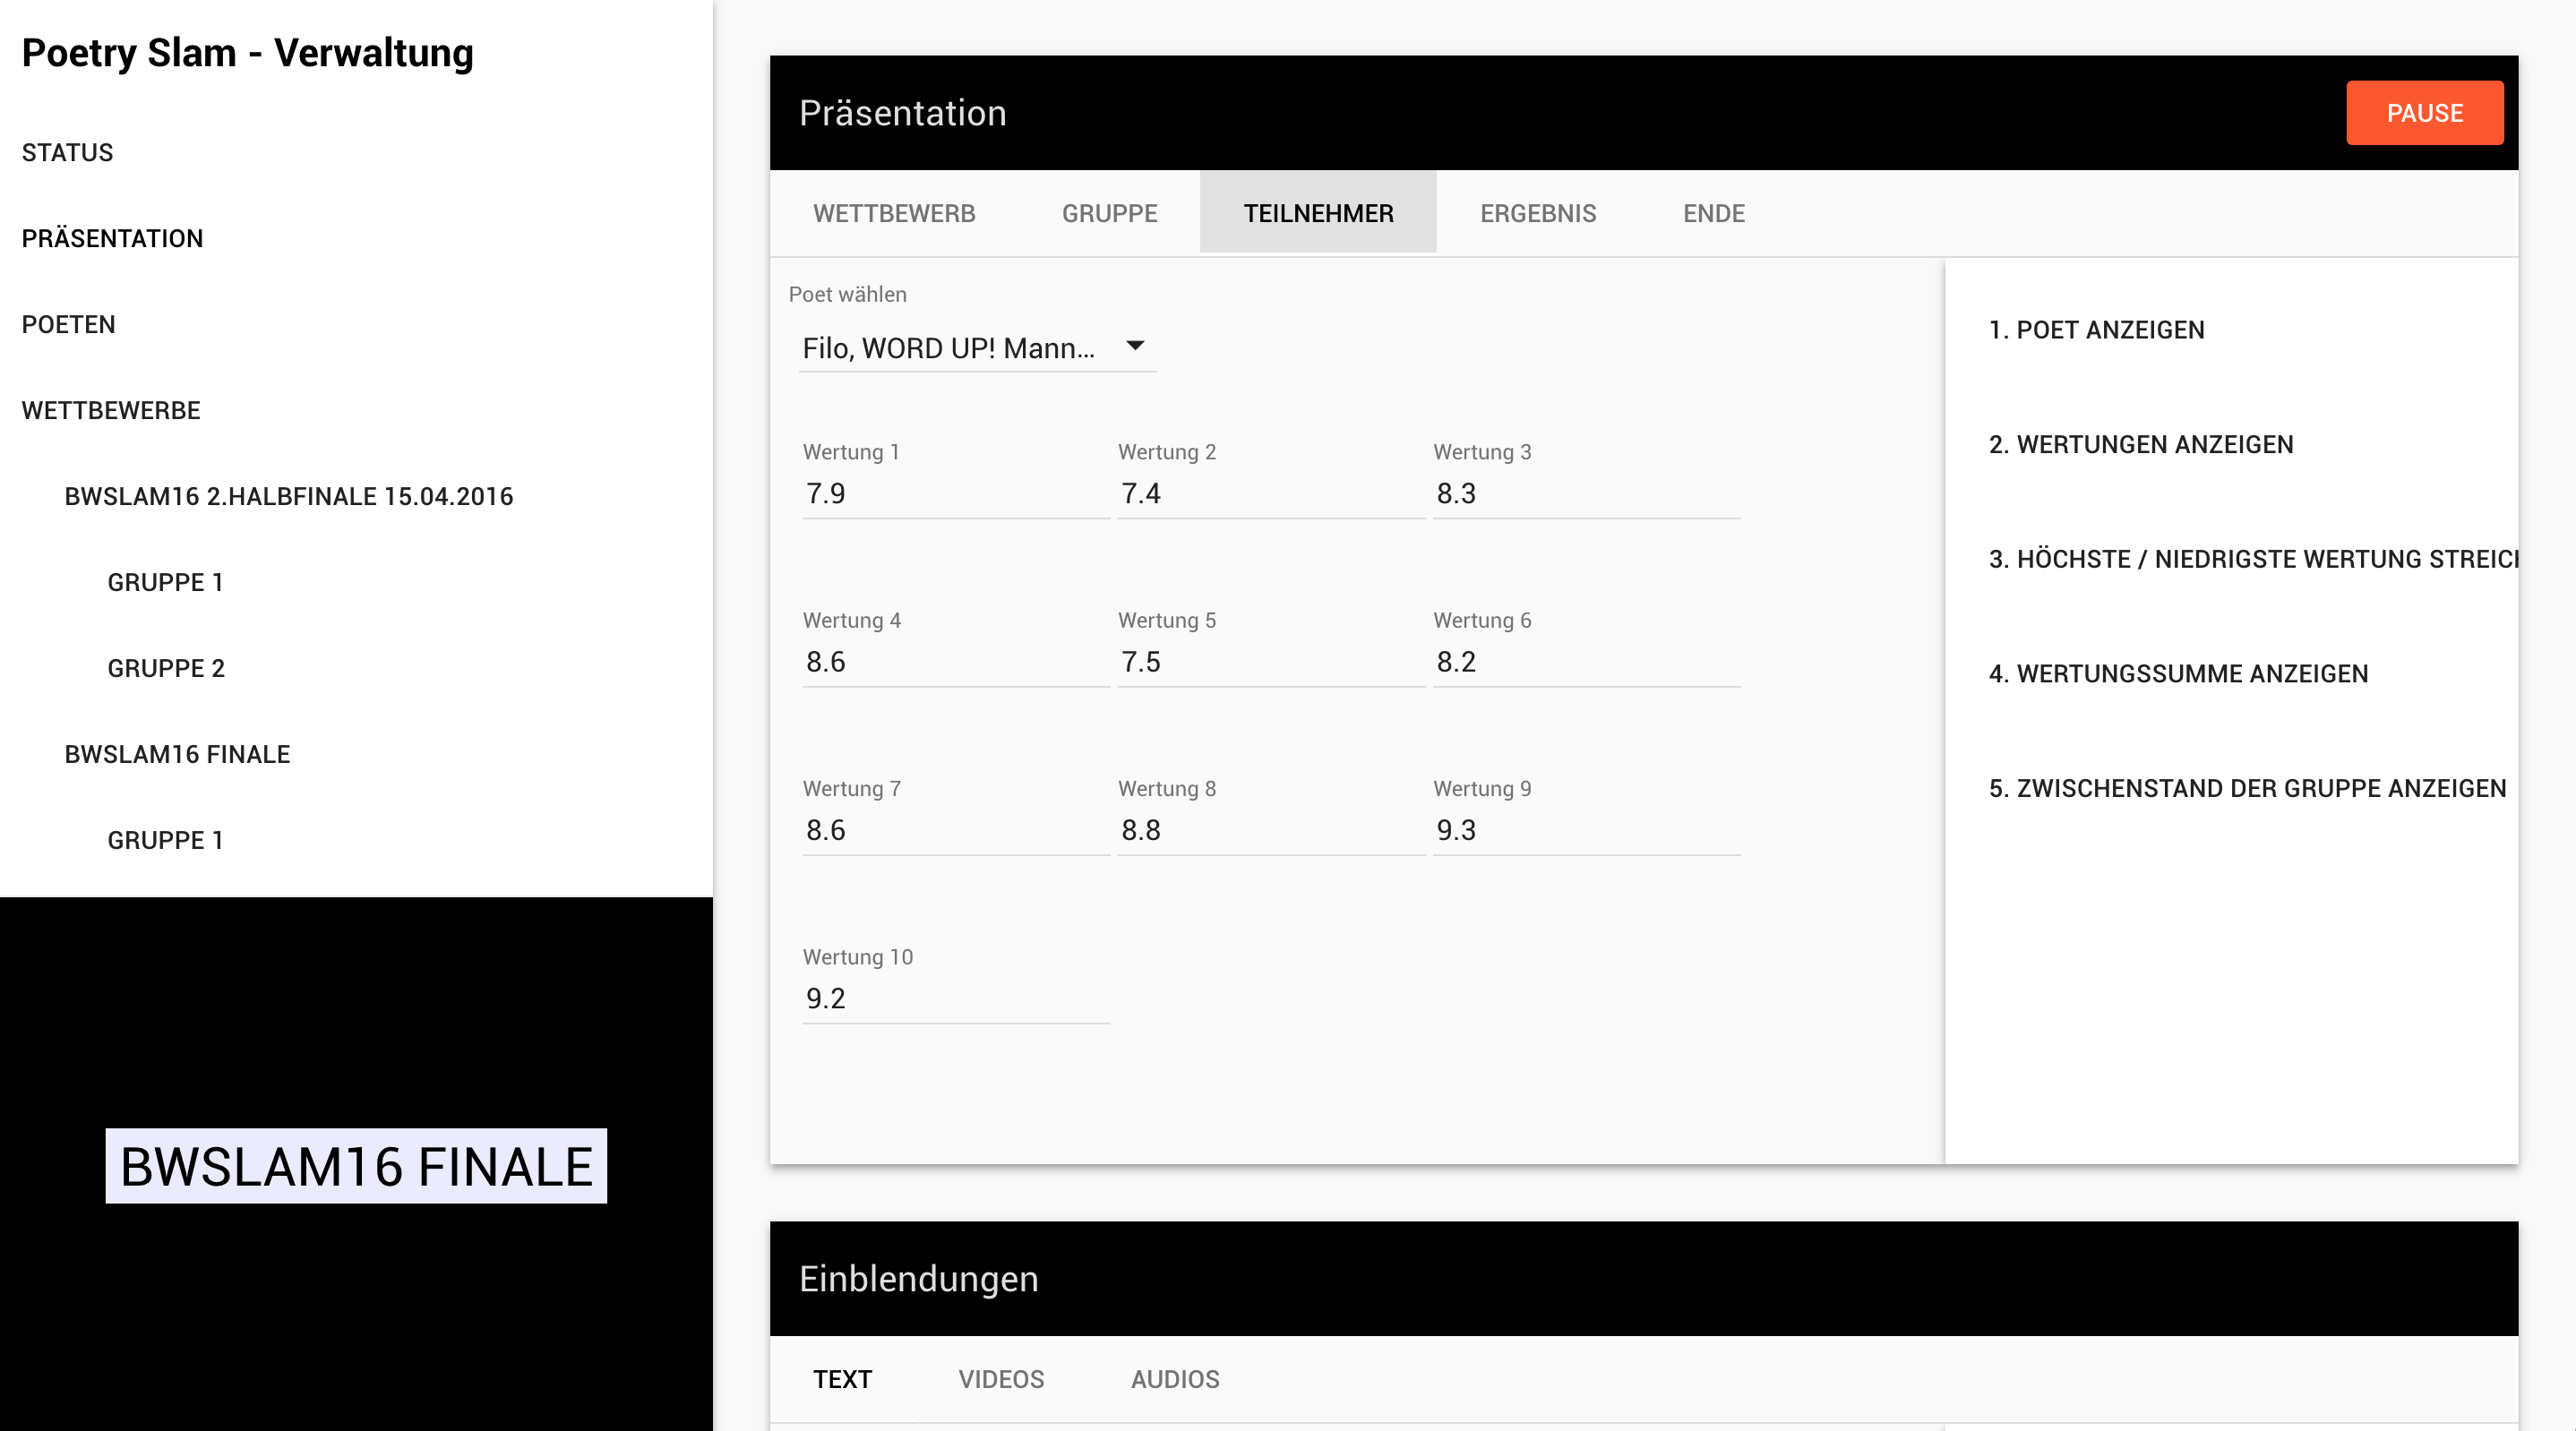 Poetry Slam - Verwaltung
STATUS
PRÄSENTATION
POETEN
WETTBEWERBE
BWSLAM16 2.HALBFINALE 15.04.2016
GRUPPE 1
GRUPPE 2
BWSLAM16 FINALE
GRUPPE 1
BWSLAM16 FINALE
Präsentation
PAUSE
WETTBEWERB GRUPPE TEILNEHMER ERGEBNIS ENDE
Poet wählen
Filo, WORD UP! Mann...
Wertung 1 Wertung 2 Wertung 3
7.9 7.4 8.3
Wertung 4 Wertung 5 Wertung 6
8.6 7.5 8.2
Wertung 7 Wertung 8 Wertung 9
8.6 8.8 9.3
Wertung 10
9.2
1. POET ANZEIGEN
2. WERTUNGEN ANZEIGEN
3. HÖCHSTE / NIEDRIGSTE WERTUNG STREICH
4. WERTUNGSSUMME ANZEIGEN
5. ZWISCHENSTAND DER GRUPPE ANZEIGEN
Einblendungen
TEXT VIDEOS AUDIOS